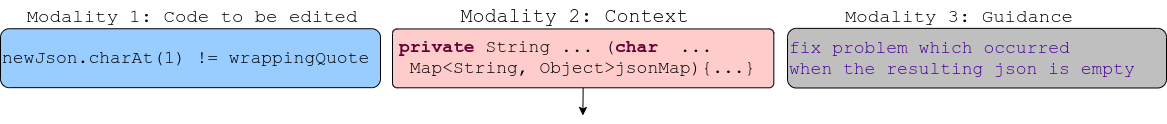 Modality 1: Code to be edited
newJson.charAt(1) != wrappingQuote
Modality 2: Context
private String ... (char ...
Map<String, Object>jsonMap){...}
Modality 3: Guidance
fix problem which occurred
when the resulting json is empty